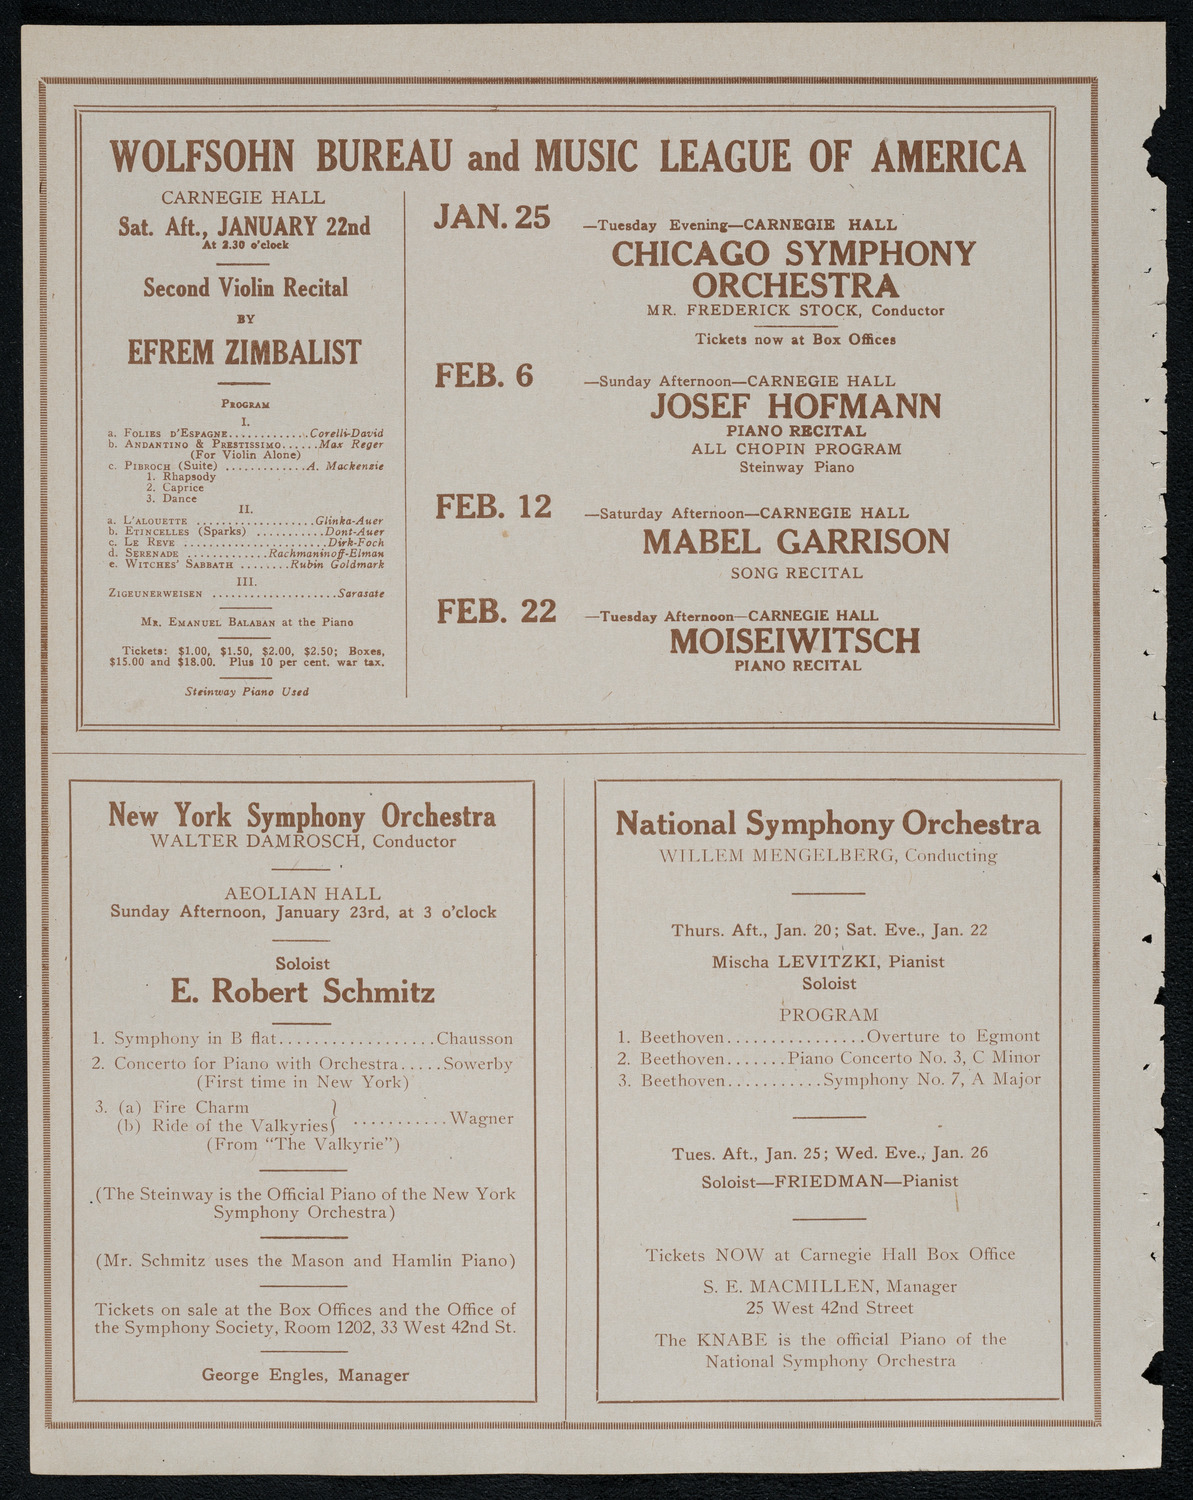 WOLFSOHN BUREAU and MUSIC LEAGUE OF AMERICA
CARNEGIE HALL
Sat. Aft., JANUARY 22nd
At 2.30 o'clock
Second Violin Recital
BY
EFREM ZIMBALIST
PROGRAM
I.
a. FOLIES D'ESPAGNE............Corelli-David
b. ANDANTINO & PRESTISSIMO......Max Reger
(For Violin Alone)
c. PIBROCH (Suite) ............A. Mackenzie
1. Rhapsody
2. Caprice
3. Dance
II.
a. L'ALOUETTE ..................Glinka-Auer
b. ETINCELLES (Sparks) ..........Dont-Auer
c. LE REVE ......................Dirk-Foch
d. SERENADE ............Rachmaninoff-Elman
e. WITCHES' SABBATH ........Rubin Goldmark
III.
ZIGEUNERWEISEN ...................Sarasate
MR. EMANUEL BALABAN at the Piano
Tickets: $1.00, $1.50, $2.00, $2.50; Boxes,
$15.00 and $18.00. Plus 10 per cent. war tax.
Steinway Piano Used
JAN. 25 —Tuesday Evening—CARNEGIE HALL
CHICAGO SYMPHONY
ORCHESTRA
MR. FREDERICK STOCK, Conductor
Tickets now at Box Offices
FEB. 6 —Sunday Afternoon—CARNEGIE HALL
JOSEF HOFMANN
PIANO RECITAL
ALL CHOPIN PROGRAM
Steinway Piano
FEB. 12 —Saturday Afternoon—CARNEGIE HALL
MABEL GARRISON
SONG RECITAL
FEB. 22 —Tuesday Afternoon—CARNEGIE HALL
MOISEIWITSCH
PIANO RECITAL
New York Symphony Orchestra
WALTER DAMROSCH, Conductor
AEOLIAN HALL
Sunday Afternoon, January 23rd, at 3 o'clock
Soloist
E. Robert Schmitz
1. Symphony in B flat.................Chausson
2. Concerto for Piano with Orchestra.....Sowerby
(First time in New York)
3. (a) Fire Charm
(b) Ride of the Valkyries ...........Wagner
(From "The Valkyrie")
(The Steinway is the Official Piano of the New York
Symphony Orchestra)
(Mr. Schmitz uses the Mason and Hamlin Piano)
Tickets on sale at the Box Offices and the Office of
the Symphony Society, Room 1202, 33 West 42nd St.
George Engles, Manager
National Symphony Orchestra
WILLEM MENGELBERG, Conducting
Thurs. Aft., Jan. 20; Sat. Eve., Jan. 22
Mischa LEVITZKI, Pianist
Soloist
PROGRAM
1. Beethoven................Overture to Egmont
2. Beethoven.......Piano Concerto No. 3, C Minor
3. Beethoven...........Symphony No. 7, A Major
Tues. Aft., Jan. 25; Wed. Eve., Jan. 26
Soloist—FRIEDMAN—Pianist
Tickets NOW at Carnegie Hall Box Office
S. E. MACMILLEN, Manager
25 West 42nd Street
The KNABE is the official Piano of the
National Symphony Orchestra